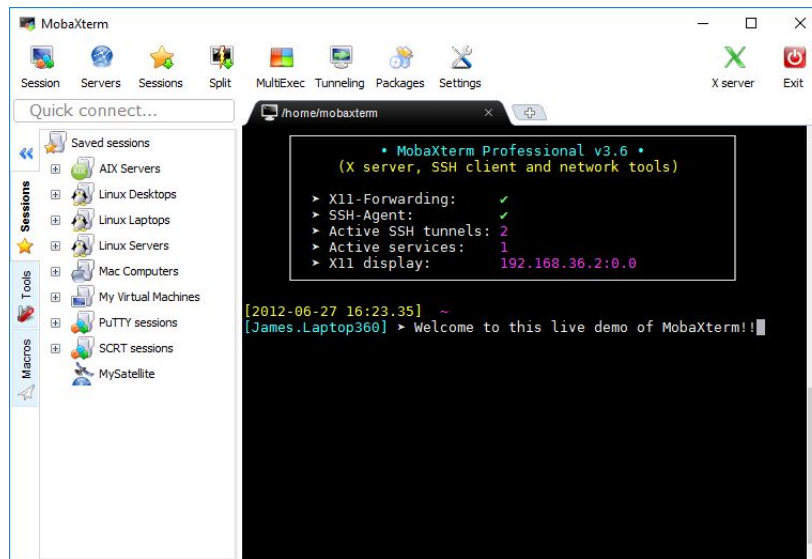 MobaXterm
Session Servers Sessions Split MultiExec Tunneling Packages Settings X server Exit
Quick connect...
/home/mobaxterm
Sessions
Tools
Macros
Saved sessions
AIX Servers
Linux Desktops
Linux Laptops
Linux Servers
Mac Computers
My Virtual Machines
PuTTY sessions
SCRT sessions
MySatellite
• MobaXterm Professional v3.6 •
(X server, SSH client and network tools)
➤ X11-Forwarding: ✔
➤ SSH-Agent: ✔
➤ Active SSH tunnels: 2
➤ Active services: 1
➤ X11 display: 192.168.36.2:0.0
[2012-06-27 16:23.35] ~
[James.Laptop360] ➤ Welcome to this live demo of MobaXterm!!